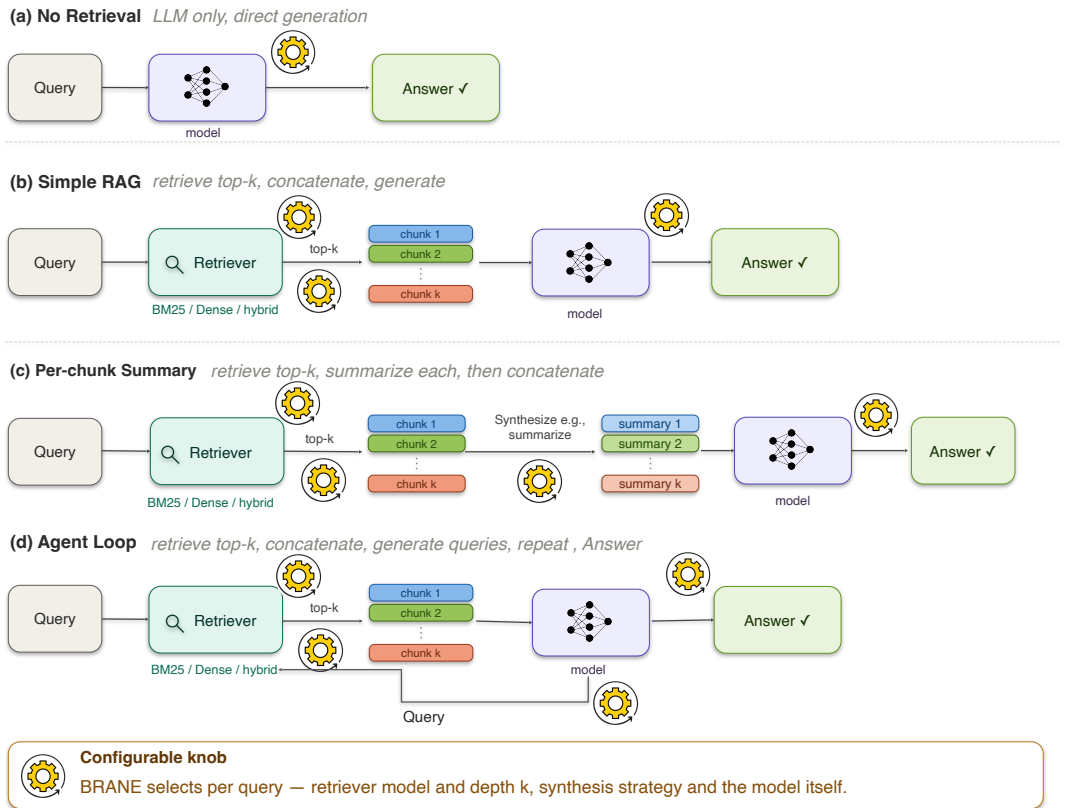 (a) No Retrieval LLM only, direct generation
Query
Answer ✓
model
(b) Simple RAG retrieve top-k, concatenate, generate
Query
Retriever
top-k
chunk 1
chunk 2
⋮
chunk k
Answer ✓
BM25 / Dense / hybrid
model
(c) Per-chunk Summary retrieve top-k, summarize each, then concatenate
Query
Retriever
top-k
chunk 1
chunk 2
⋮
chunk k
Synthesize e.g.,
summarize
summary 1
summary 2
⋮
summary k
Answer ✓
BM25 / Dense / hybrid
model
(d) Agent Loop retrieve top-k, concatenate, generate queries, repeat , Answer
Query
Retriever
top-k
chunk 1
chunk 2
⋮
chunk k
Answer ✓
BM25 / Dense / hybrid
model
Query
Configurable knob
BRANE selects per query — retriever model and depth k, synthesis strategy and the model itself.